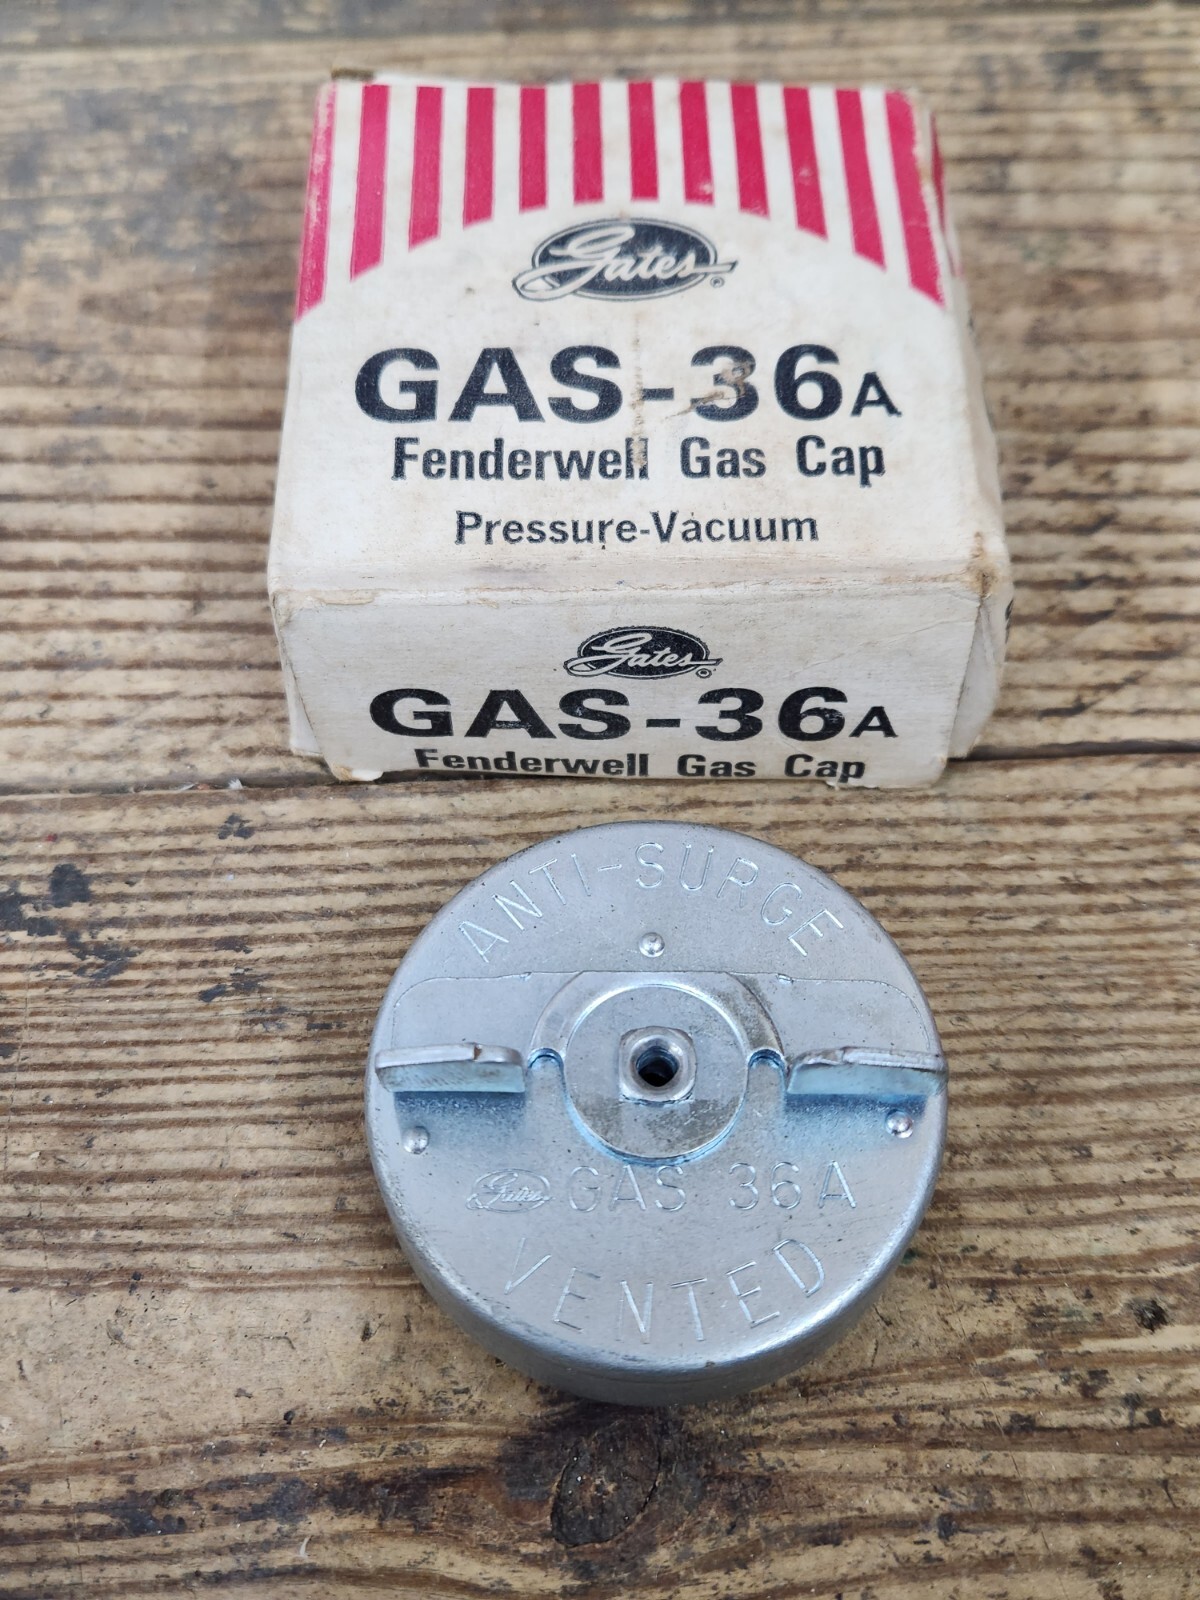 Gates®
GAS-36A
Fenderwell Gas Cap
Pressure-Vacuum
Gates®
GAS-36A
Fenderwell Gas Cap
ANTI-SURGE
Gates GAS 36A
VENTED